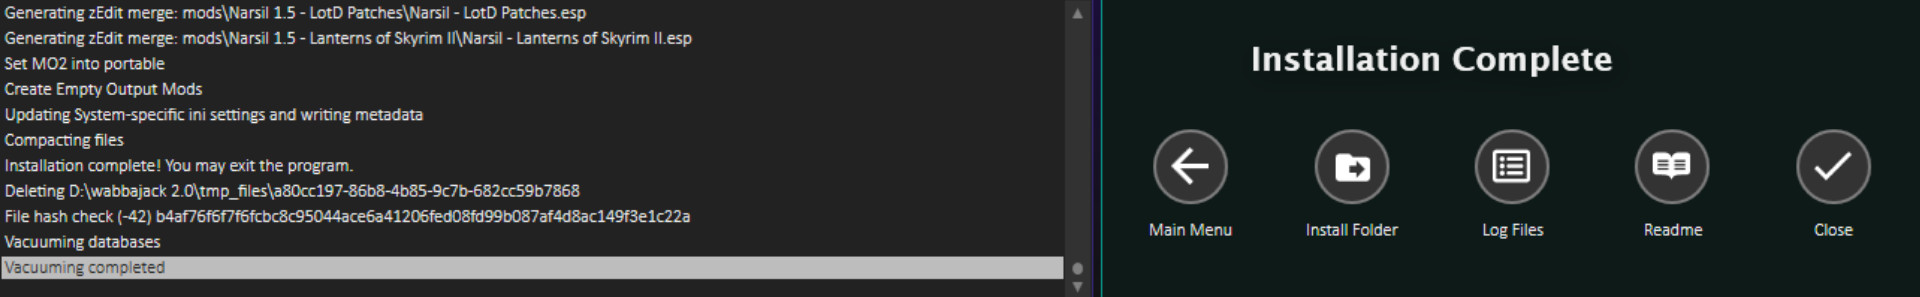 Generating zEdit merge: mods\Narsil 1.5 - LotD Patches\Narsil - LotD Patches.esp
Generating zEdit merge: mods\Narsil 1.5 - Lanterns of Skyrim II\Narsil - Lanterns of Skyrim II.esp
Set MO2 into portable
Create Empty Output Mods
Updating System-specific ini settings and writing metadata
Compacting files
Installation complete! You may exit the program.
Deleting D:\wabbajack 2.0\tmp_files\a80cc197-86b8-4b85-9c7b-682cc59b7868
File hash check (-42) b4af76f6f7f6fcbc8c95044ace6a41206fed08fd99b087af4d8ac149f3e1c22a
Vacuuming databases
Vacuuming completed
Installation Complete
Main Menu
Install Folder
Log Files
Readme
Close